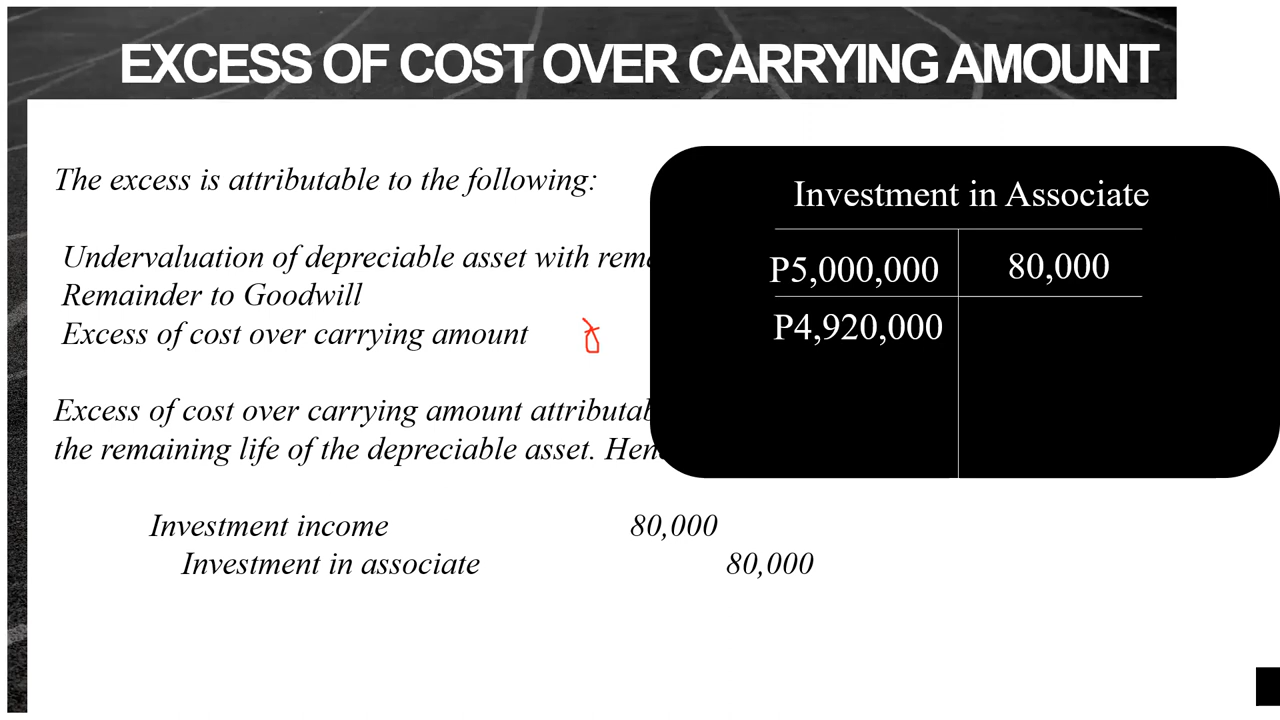 EXCESS OF COST OVER CARRYING AMOUNT
The excess is attributable to the following:
Undervaluation of depreciable asset with
Remainder to Goodwill
Excess of cost over carrying amount
Excess of cost over carrying amount
the remaining life of the depreciable asset.
Investment income 80,000
Investment in associate 80,000
Investment in Associate
P5,000,000 80,000
P4,920,000